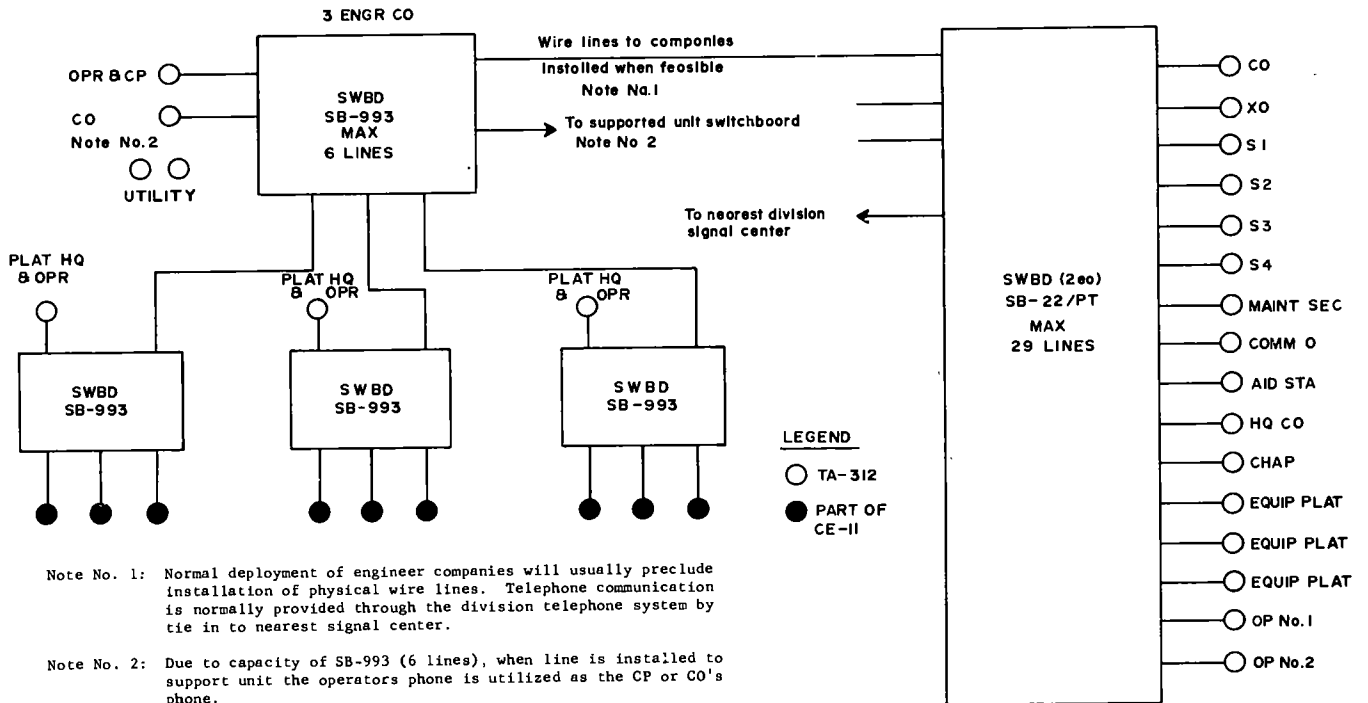 3 ENGR CO
OPR & CP
CO
Note No.2
UTILITY
SWBD
SB-993
MAX
6 LINES
Wire lines to componies
Installed when feosible
Note Na.1
To supported unit switchboard
Note No 2
To neorest division
signal center
PLAT HQ
& OPR
SWBD
SB-993
PLAT HQ
& OPR
SWBD
SB-993
PLAT HQ
& OPR
SWBD
SB-993
LEGEND
TA-312
PART OF
CE-11
SWBD (2eo)
SB-22/PT
MAX
29 LINES
CO
XO
S1
S2
S3
S4
MAINT SEC
COMM O
AID STA
HQ CO
CHAP
EQUIP PLAT
EQUIP PLAT
EQUIP PLAT
OP No.1
OP No.2
Note No. 1: Normal deployment of engineer companies will usually preclude
installation of physical wire lines. Telephone communication
is normally provided through the division telephone system by
tie in to nearest signal center.
Note No. 2: Due to capacity of SB-993 (6 lines), when line is installed to
support unit the operators phone is utilized as the CP or CO's
phone.